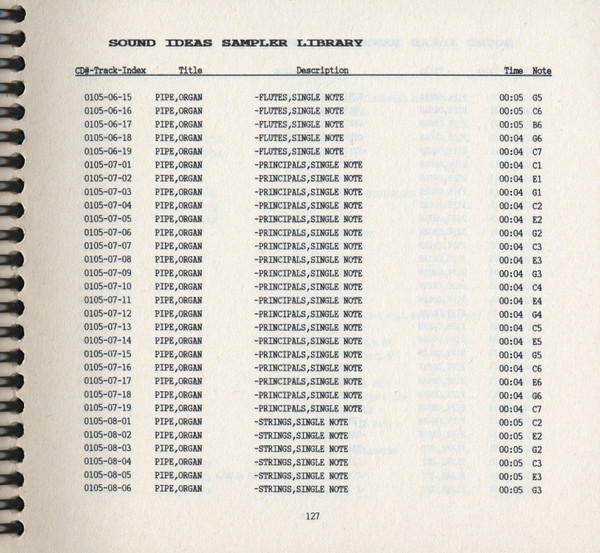 SOUND IDEAS SAMPLER LIBRARY
CD#-Track-Index Title Description Time Note
0105-06-15 PIPE,ORGAN -FLUTES,SINGLE NOTE 00:05 G5
0105-06-16 PIPE,ORGAN -FLUTES,SINGLE NOTE 00:05 C6
0105-06-17 PIPE,ORGAN -FLUTES,SINGLE NOTE 00:05 B6
0105-06-18 PIPE,ORGAN -FLUTES,SINGLE NOTE 00:04 G6
0105-06-19 PIPE,ORGAN -FLUTES,SINGLE NOTE 00:04 C7
0105-07-01 PIPE,ORGAN -PRINCIPALS,SINGLE NOTE 00:04 C1
0105-07-02 PIPE,ORGAN -PRINCIPALS,SINGLE NOTE 00:04 E1
0105-07-03 PIPE,ORGAN -PRINCIPALS,SINGLE NOTE 00:04 G1
0105-07-04 PIPE,ORGAN -PRINCIPALS,SINGLE NOTE 00:04 C2
0105-07-05 PIPE,ORGAN -PRINCIPALS,SINGLE NOTE 00:04 E2
0105-07-06 PIPE,ORGAN -PRINCIPALS,SINGLE NOTE 00:04 G2
0105-07-07 PIPE,ORGAN -PRINCIPALS,SINGLE NOTE 00:04 C3
0105-07-08 PIPE,ORGAN -PRINCIPALS,SINGLE NOTE 00:04 E3
0105-07-09 PIPE,ORGAN -PRINCIPALS,SINGLE NOTE 00:04 G3
0105-07-10 PIPE,ORGAN -PRINCIPALS,SINGLE NOTE 00:04 C4
0105-07-11 PIPE,ORGAN -PRINCIPALS,SINGLE NOTE 00:04 E4
0105-07-12 PIPE,ORGAN -PRINCIPALS,SINGLE NOTE 00:04 G4
0105-07-13 PIPE,ORGAN -PRINCIPALS,SINGLE NOTE 00:04 C5
0105-07-14 PIPE,ORGAN -PRINCIPALS,SINGLE NOTE 00:04 E5
0105-07-15 PIPE,ORGAN -PRINCIPALS,SINGLE NOTE 00:04 G5
0105-07-16 PIPE,ORGAN -PRINCIPALS,SINGLE NOTE 00:04 C6
0105-07-17 PIPE,ORGAN -PRINCIPALS,SINGLE NOTE 00:04 E6
0105-07-18 PIPE,ORGAN -PRINCIPALS,SINGLE NOTE 00:04 G6
0105-07-19 PIPE,ORGAN -PRINCIPALS,SINGLE NOTE 00:04 C7
0105-08-01 PIPE,ORGAN -STRINGS,SINGLE NOTE 00:05 C2
0105-08-02 PIPE,ORGAN -STRINGS,SINGLE NOTE 00:05 E2
0105-08-03 PIPE,ORGAN -STRINGS,SINGLE NOTE 00:05 G2
0105-08-04 PIPE,ORGAN -STRINGS,SINGLE NOTE 00:05 C3
0105-08-05 PIPE,ORGAN -STRINGS,SINGLE NOTE 00:05 E3
0105-08-06 PIPE,ORGAN -STRINGS,SINGLE NOTE 00:05 G3
127